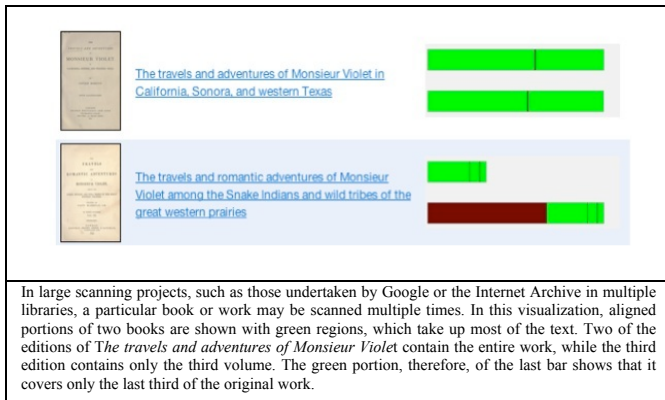 The travels and adventures of Monsieur Violet in
California, Sonora, and western Texas
The travels and romantic adventures of Monsieur
Violet among the Snake Indians and wild tribes of the
great western prairies
In large scanning projects, such as those undertaken by Google or the Internet Archive in multiple
libraries, a particular book or work may be scanned multiple times. In this visualization, aligned
portions of two books are shown with green regions, which take up most of the text. Two of the
editions of The travels and adventures of Monsieur Violet contain the entire work, while the third
edition contains only the third volume. The green portion, therefore, of the last bar shows that it
covers only the last third of the original work.